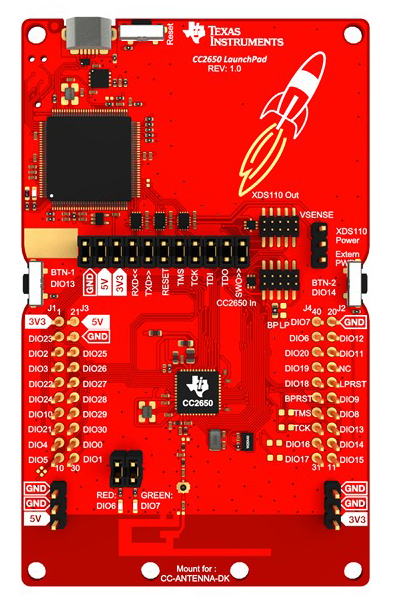 Reset
TEXAS
INSTRUMENTS
CC2650 LaunchPad
REV: 1.0
XDS110 Out
VSENSE
XDS110
Power
Extern
BTN-1
DIO13
GND
5V
3V3
RXD<<
TXD>>
RESET
TMS
TCK
TDI
TDO
SWO>>
CC2650 In
BTN-2
DIO14
BP LP
J1 J3
1 21
3V3 5V
DIO23 GND
DIO2 DIO25
DIO3 DIO26
DIO22 DIO27
DIO24 DIO28
DIO10 DIO29
DIO21 DIO30
DIO4 DIO0
DIO5 DIO1
10 30
J4 J2
40 20
DIO7 GND
DIO6 DIO12
DIO20 DIO11
DIO19 NC
DIO18 LPRST
BPRST DIO9
TMS DIO8
TCK DIO13
DIO16 DIO14
DIO17 DIO15
31 11
CC2650
GND
GND
5V
RED: GREEN:
DIO6 DIO7
GND
GND
3V3
Mount for :
CC-ANTENNA-DK